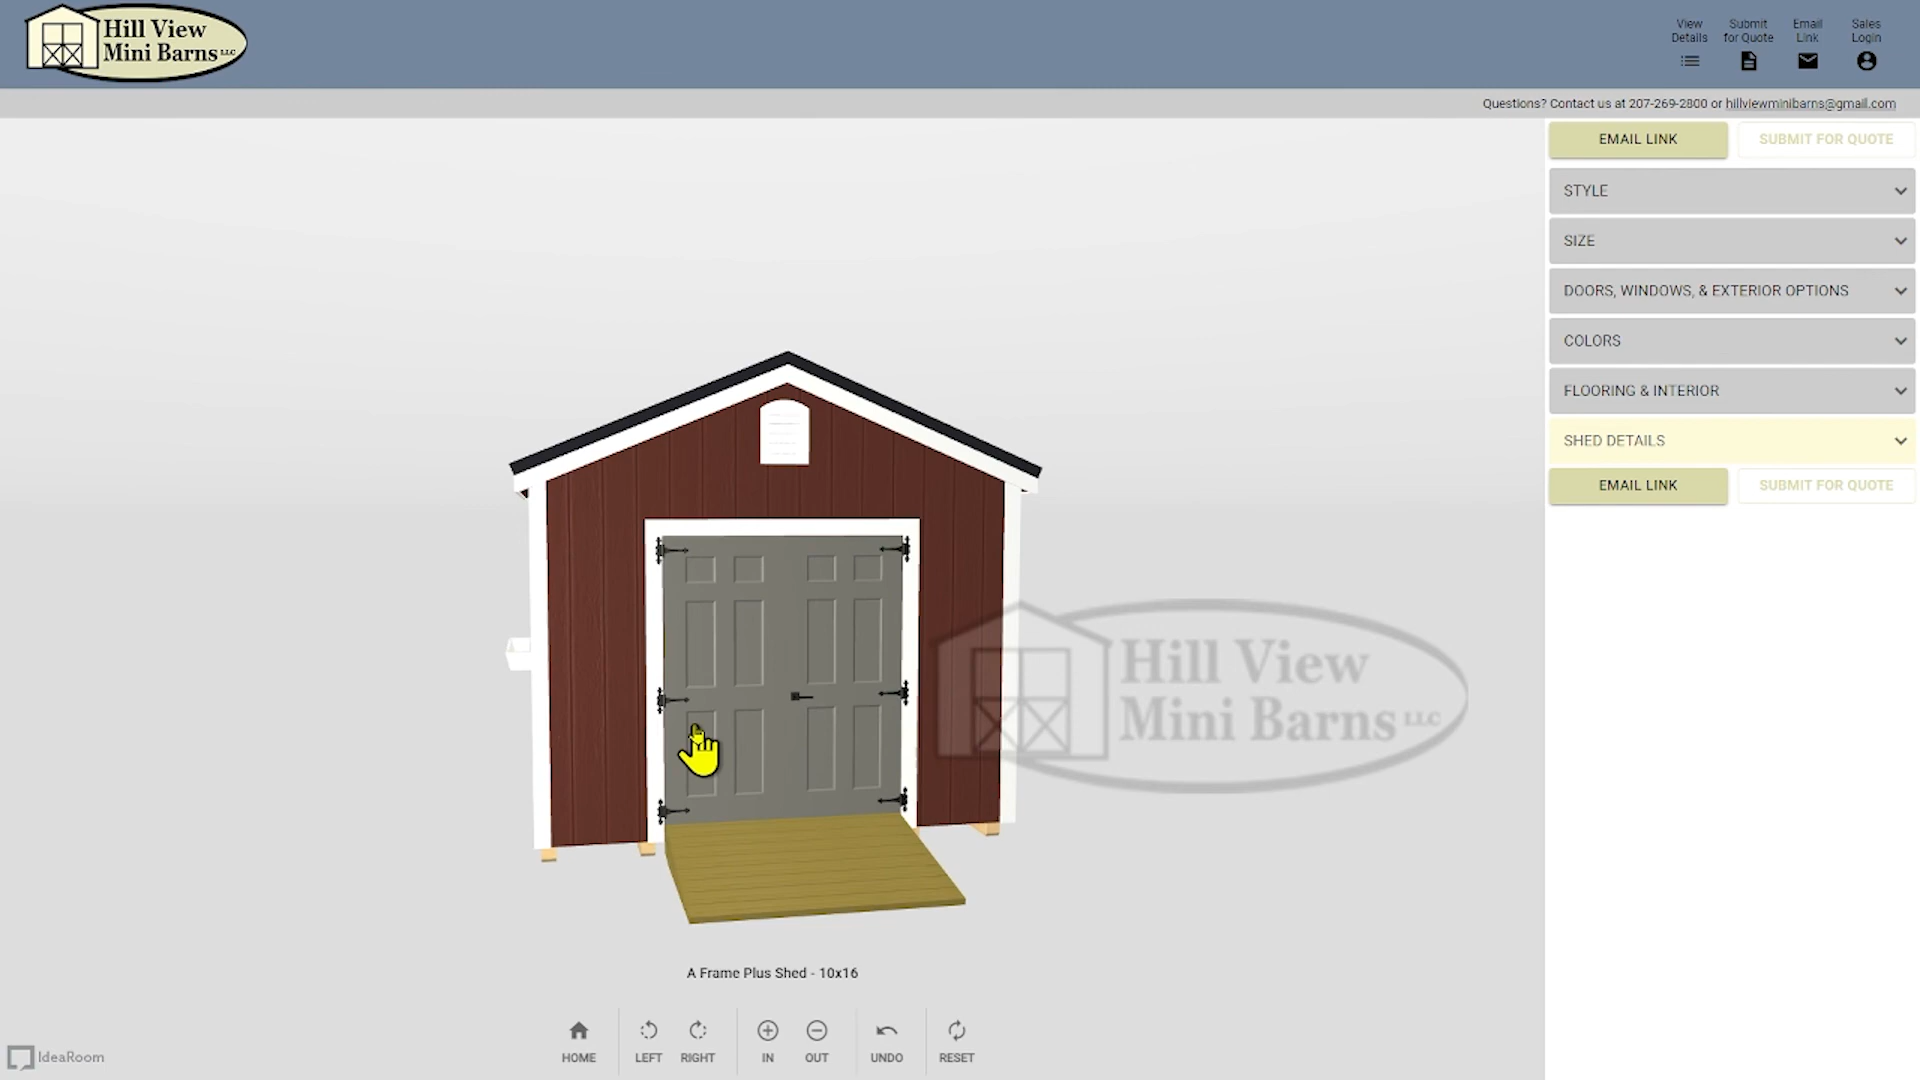 Hill View
Mini Barns LLC
View
Details
Submit
for Quote
Email
Link
Sales
Login
Questions? Contact us at 207-269-2800 or hillviewminibarns@gmail.com
EMAIL LINK
SUBMIT FOR QUOTE
STYLE
SIZE
DOORS, WINDOWS, & EXTERIOR OPTIONS
COLORS
FLOORING & INTERIOR
SHED DETAILS
EMAIL LINK
SUBMIT FOR QUOTE
Hill View
Mini Barns LLC
A Frame Plus Shed - 10x16
HOME
LEFT
RIGHT
IN
OUT
UNDO
RESET
IdeaRoom